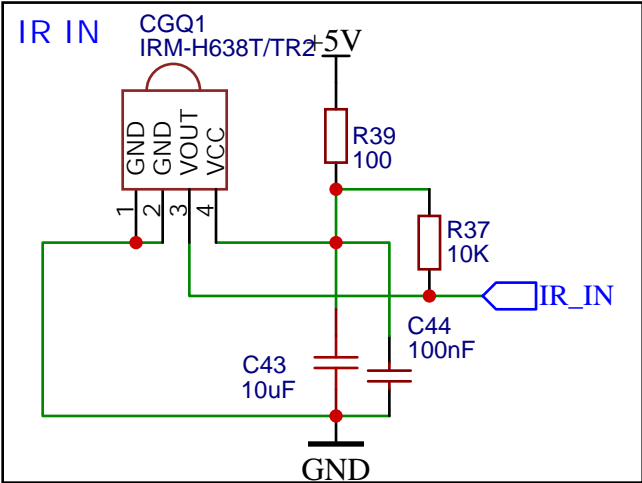 IR IN
CGQ1
IRM-H638T/TR2
+5V
GND
GND
VOUT
VCC
1
2
3
4
R39
100
R37
10K
IR_IN
C43
10uF
C44
100nF
GND